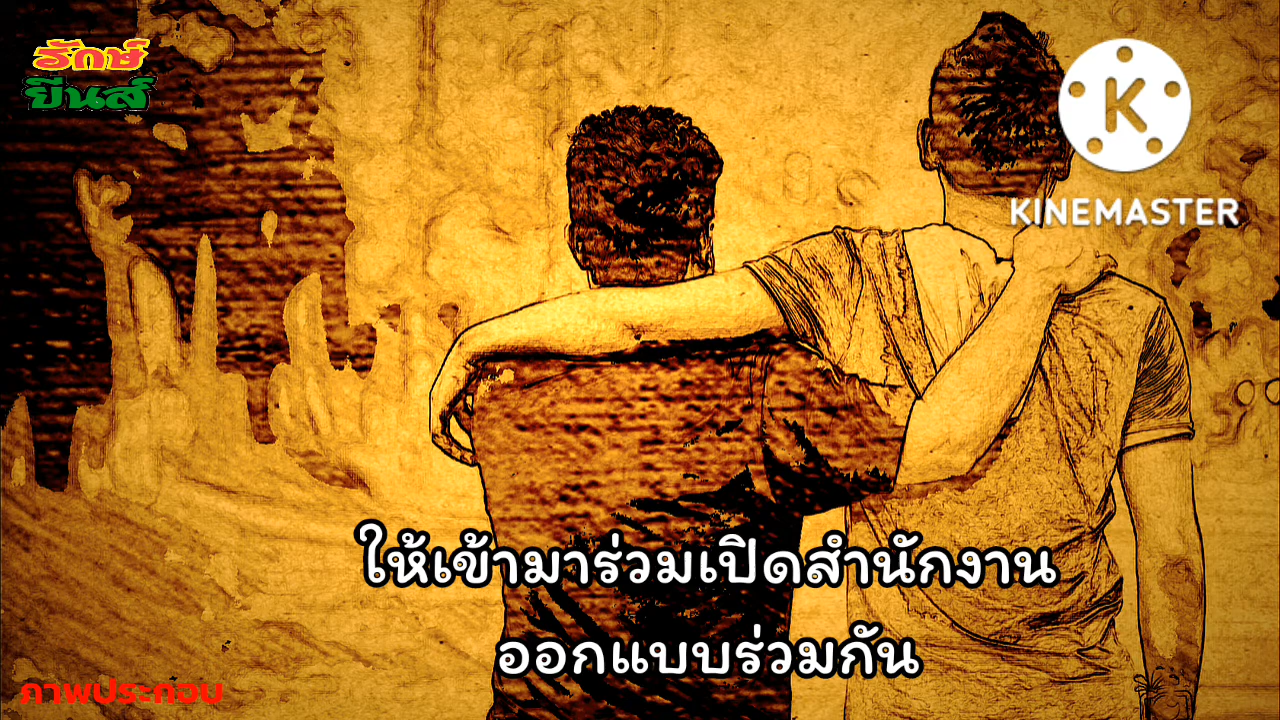 รักษ์
ยีนส์
K
KINEMASTER
ให้เข้ามาร่วมเปิดสำนักงาน
ออกแบบร่วมกัน
ภาพประกอบ